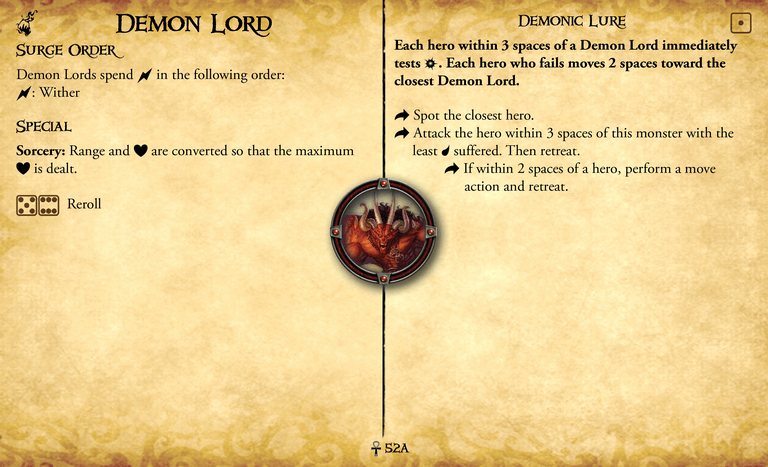 DEMON LORD
SURGE ORDER
Demon Lords spend in the following order:
: Wither
SPECIAL
Sorcery: Range and are converted so that the maximum
is dealt.
Reroll
DEMONIC LURE
Each hero within 3 spaces of a Demon Lord immediately
tests . Each hero who fails moves 2 spaces toward the
closest Demon Lord.
Spot the closest hero.
Attack the hero within 3 spaces of this monster with the
least suffered. Then retreat.
If within 2 spaces of a hero, perform a move
action and retreat.
52A